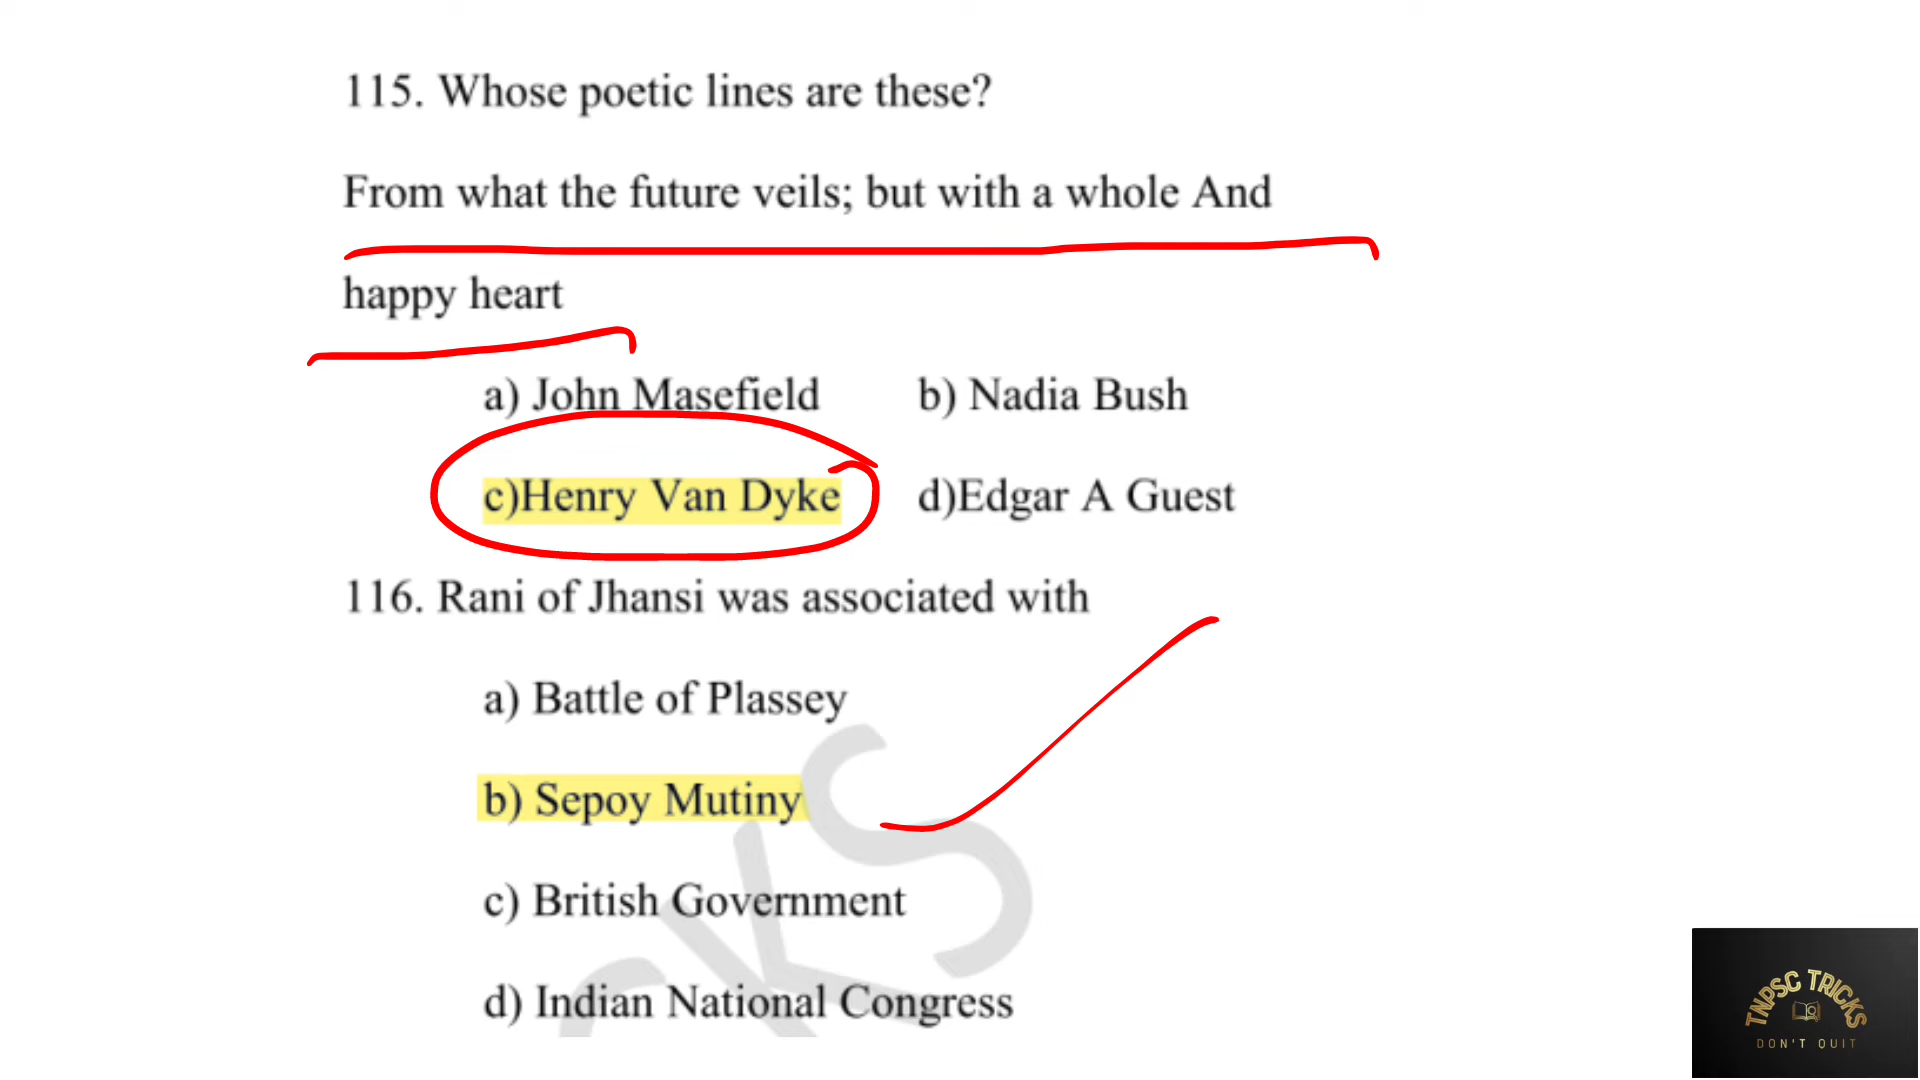 115. Whose poetic lines are these?
From what the future veils; but with a whole And
happy heart
a) John Masefield b) Nadia Bush
c)Henry Van Dyke d)Edgar A Guest
116. Rani of Jhansi was associated with
a) Battle of Plassey
b) Sepoy Mutiny
c) British Government
d) Indian National Congress
TNPSC TRICKS
DON'T QUIT